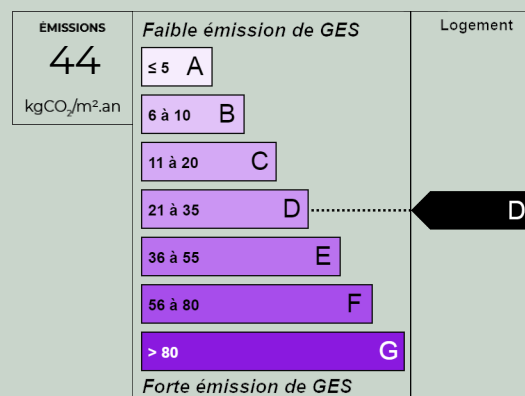 ÉMISSIONS
44
kgCO₂/m².an
Faible émission de GES
≤ 5 A
6 à 10 B
11 à 20 C
21 à 35 D
36 à 55 E
56 à 80 F
> 80 G
Forte émission de GES
Logement
D